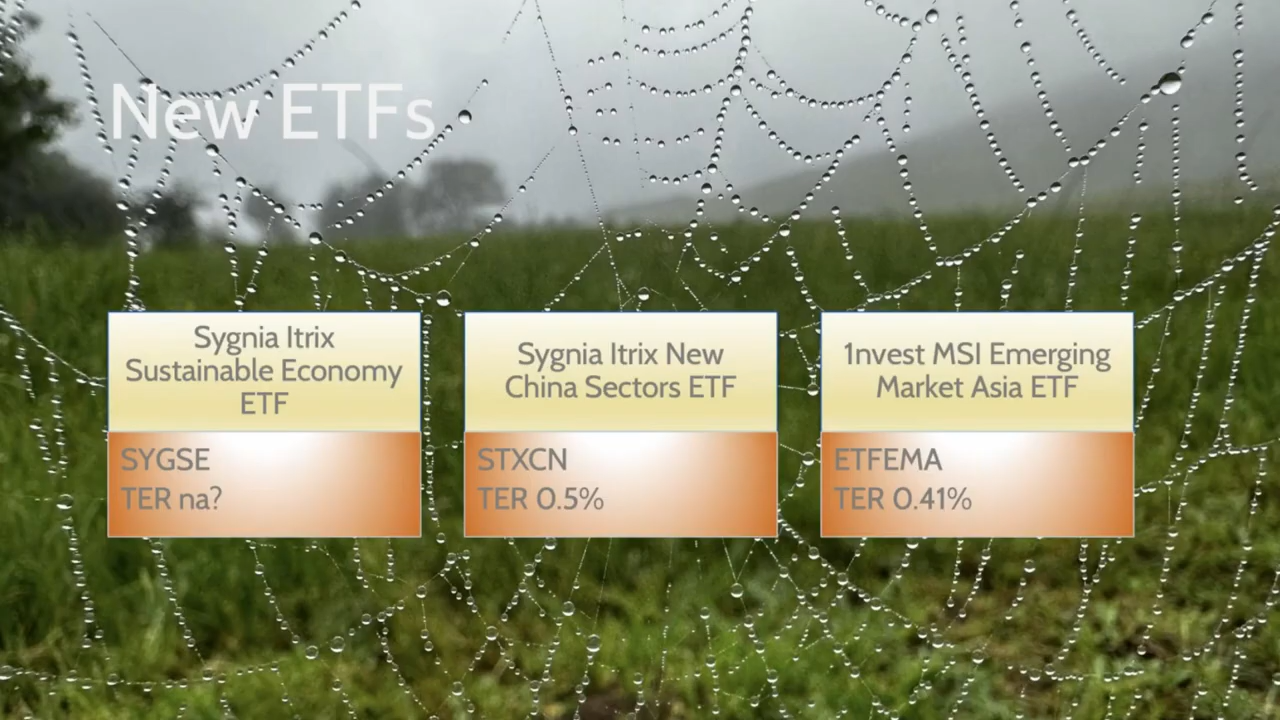 New ETFs
Sygnia Itrix
Sustainable Economy
ETF
SYGSE
TER na?
Sygnia Itrix New
China Sectors ETF
STXCN
TER 0.5%
1nvest MSI Emerging
Market Asia ETF
ETFEMA
TER 0.41%